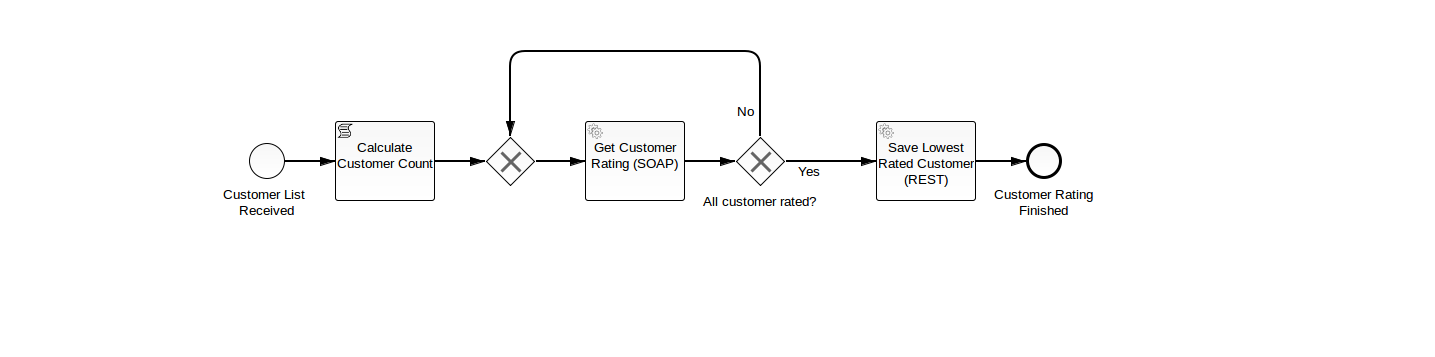 Customer List
Received
Calculate
Customer Count
Get Customer
Rating (SOAP)
No
All customer rated?
Yes
Save Lowest
Rated Customer
(REST)
Customer Rating
Finished